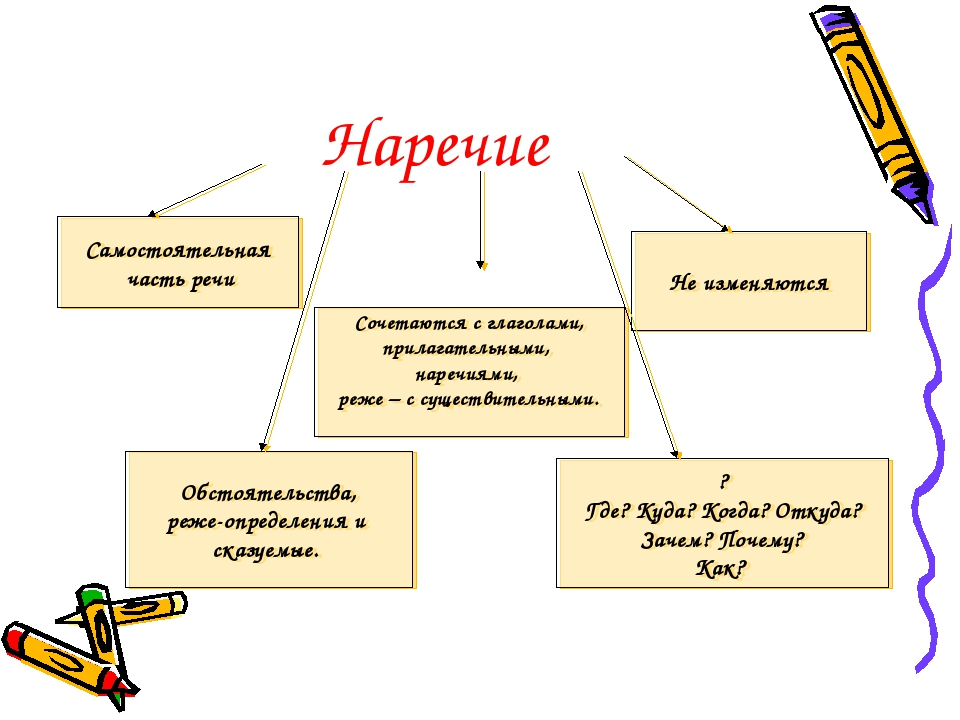 Наречие
Самостоятельная
часть речи
Не изменяются
Сочетаются с глаголами,
прилагательными,
наречиями,
реже – с существительными.
Обстоятельства,
реже-определения и
сказуемые.
?
Где? Куда? Когда? Откуда?
Зачем? Почему?
Как?